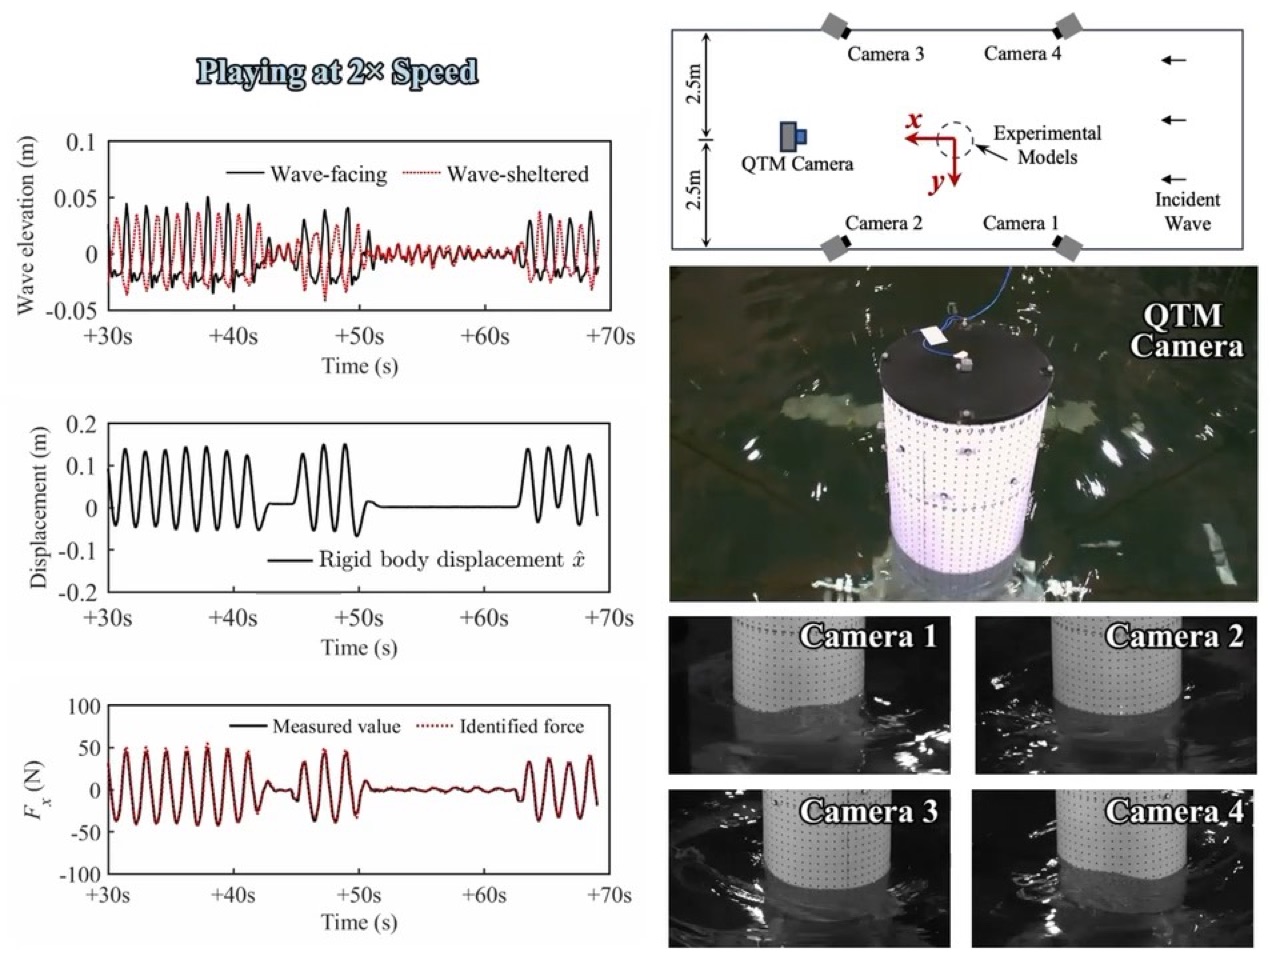 Playing at 2× Speed
Wave elevation (m)
0.1
0.05
0
-0.05
Wave-facing
Wave-sheltered
+30s +40s +50s +60s +70s
Time (s)
Displacement (m)
0.2
0.1
0
-0.1
-0.2
Rigid body displacement x̂
+30s +40s +50s +60s +70s
Time (s)
Fₓ (N)
100
50
0
-50
-100
Measured value
Identified force
+30s +40s +50s +60s +70s
Time (s)
Camera 3
Camera 4
2.5m
2.5m
QTM Camera
x
y
Experimental
Models
Camera 2
Camera 1
Incident
Wave
QTM
Camera
Camera 1
Camera 2
Camera 3
Camera 4